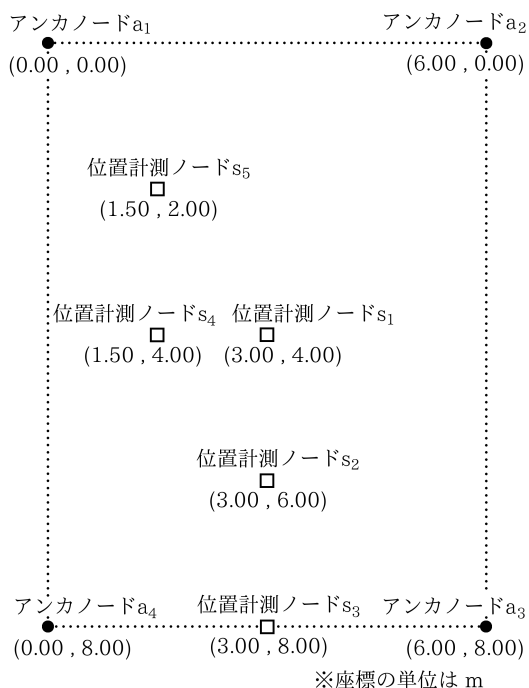 アンカノードa1 アンカノードa2
(0.00 , 0.00) (6.00 , 0.00)
位置計測ノードs5
(1.50 , 2.00)
位置計測ノードs4 位置計測ノードs1
(1.50 , 4.00) (3.00 , 4.00)
位置計測ノードs2
(3.00 , 6.00)
アンカノードa4 位置計測ノードs3 アンカノードa3
(0.00 , 8.00) (3.00 , 8.00) (6.00 , 8.00)
※座標の単位は m